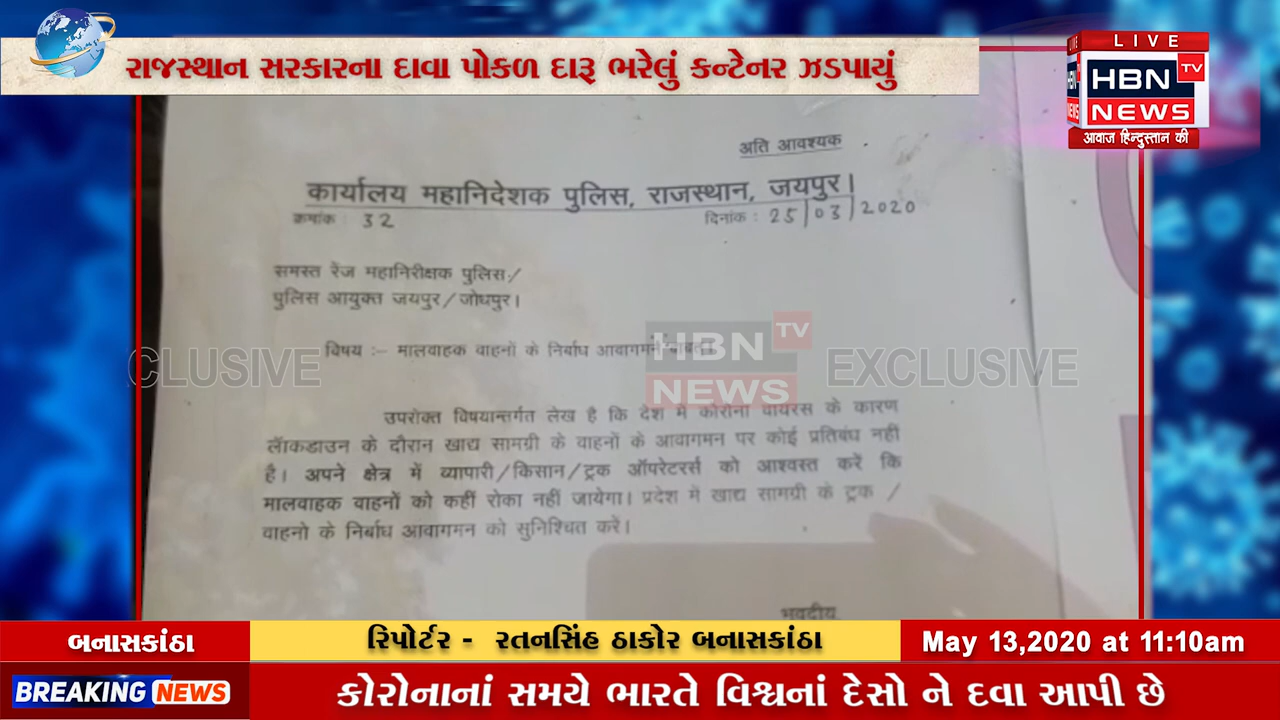 રાજસ્થાન સરકારના દાવા પોકળ દારૂ ભરેલું કન્ટેનર ઝડપાયું
LIVE
HBN TV
NEWS
आवाज़ हिन्दुस्तान की
अति आवश्यक
कार्यालय महानिदेशक पुलिस, राजस्थान, जयपुर।
क्रमांक : 32 दिनांक : 25/03/2020
समस्त रेंज महानिरीक्षक पुलिस/
पुलिस आयुक्त जयपुर/जोधपुर।
विषय :- मालवाहक वाहनों के निर्बाध आवागमन
CLUSIVE HBN TV NEWS EXCLUSIVE
उपरोक्त विषयान्तर्गत लेख है कि देश में कोरोना वायरस के कारण
लॅाकडाउन के दौरान खाद्य सामग्री के वाहनों के आवागमन पर कोई प्रतिबंध नहीं
है। अपने क्षेत्र में व्यापारी/किसान/ट्रक ऑपरेटरर्स को आश्वस्त करें कि
मालवाहक वाहनों को कहीं रोका नहीं जायेगा। प्रदेश में खाद्य सामग्री के ट्रक /
वाहनो के निर्बाध आवागमन को सुनिश्चित करें।
भवदीय
બનાસકાંઠા
રિપોર્ટર - રતનસિંહ ઠાકોર બનાસકાંઠા
May 13,2020 at 11:10am
BREAKING NEWS
કોરોનાનાં સમયે ભારતે વિશ્વનાં દેસો ને દવા આપી છે